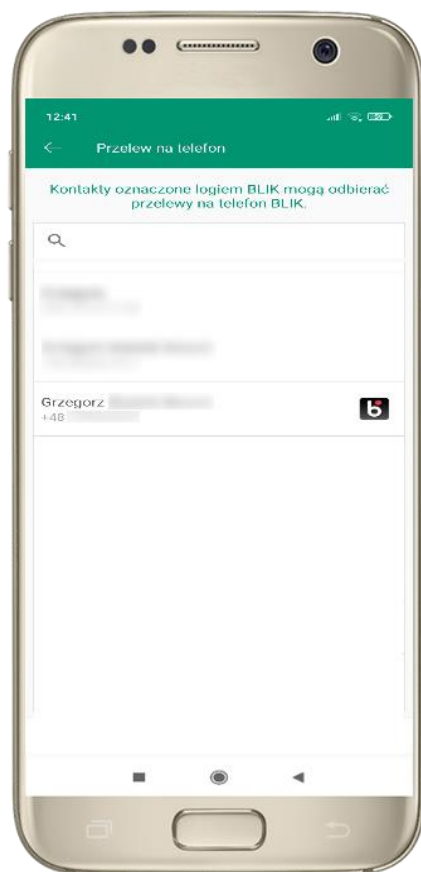 12:41
Przelew na telefon
Kontakty oznaczone logiem BLIK mogą odbierać
przelewy na telefon BLIK.
Grzegorz
+48